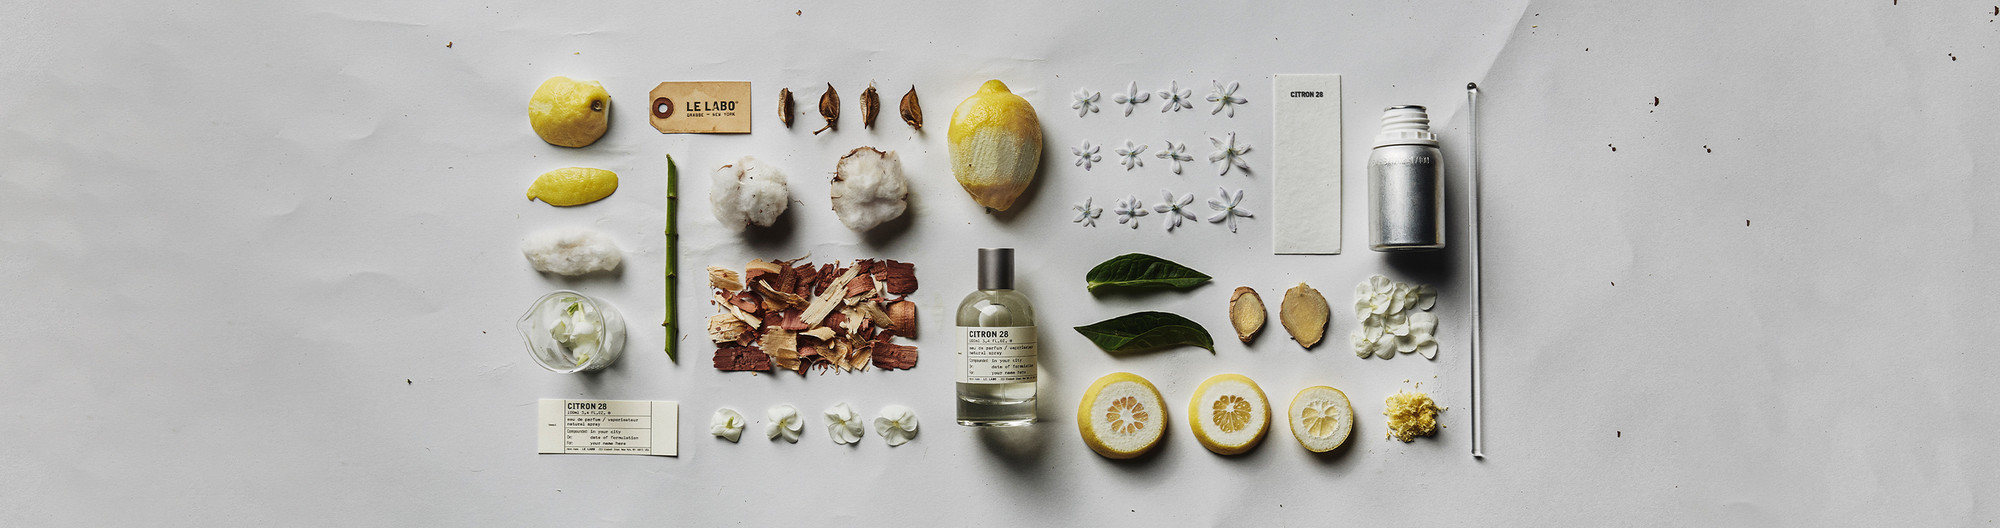 LE LABO
GRASSE — NEW YORK
CITRON 28
CITRON 28
100ml 3,4 fl.oz. ℮
eau de parfum / vaporisateur
natural spray
Compounded in your city
On date of formulation
for your name here
CITRON 28
100ml 3,4 fl.oz. ℮
eau de parfum / vaporisateur
natural spray
Compounded in your city
On date of formulation
for your name here
LE LABO